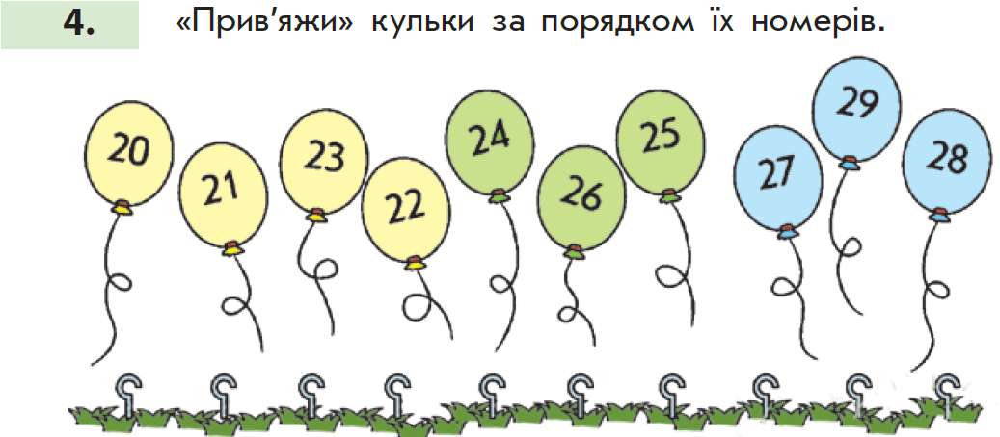 4. «Прив'яжи» кульки за порядком їх номерів.
20 21 23 22 24 26 25 27 29 28